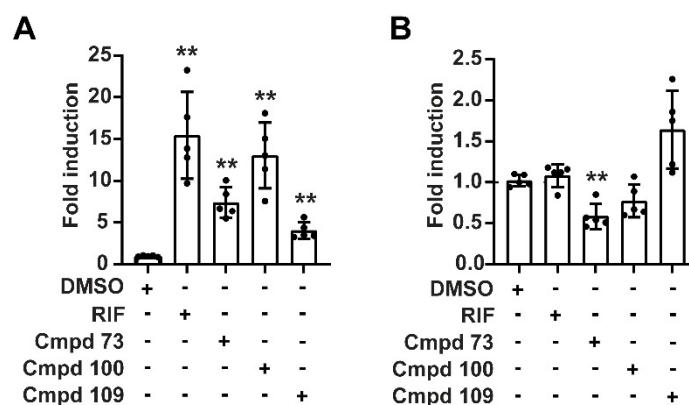 A
Fold induction
25
20
15
10
5
0
** ** ** **
DMSO + - - - -
RIF - + - - -
Cmpd 73 - - + - -
Cmpd 100 - - - + -
Cmpd 109 - - - - +
B
Fold induction
2.5
2.0
1.5
1.0
0.5
0.0
**
DMSO + - - - -
RIF - + - - -
Cmpd 73 - - + - -
Cmpd 100 - - - + -
Cmpd 109 - - - - +